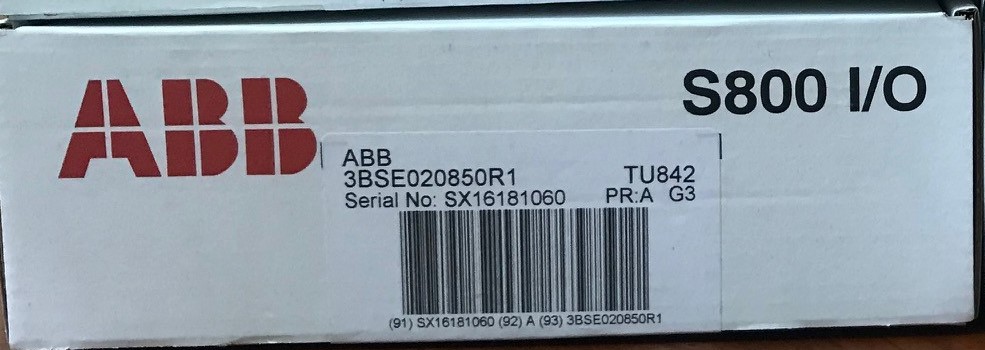 ABB
S800 I/O
ABB
3BSE020850R1 TU842
Serial No: SX16181060 PR:A G3
(91) SX16181060 (92) A (93) 3BSE020850R1